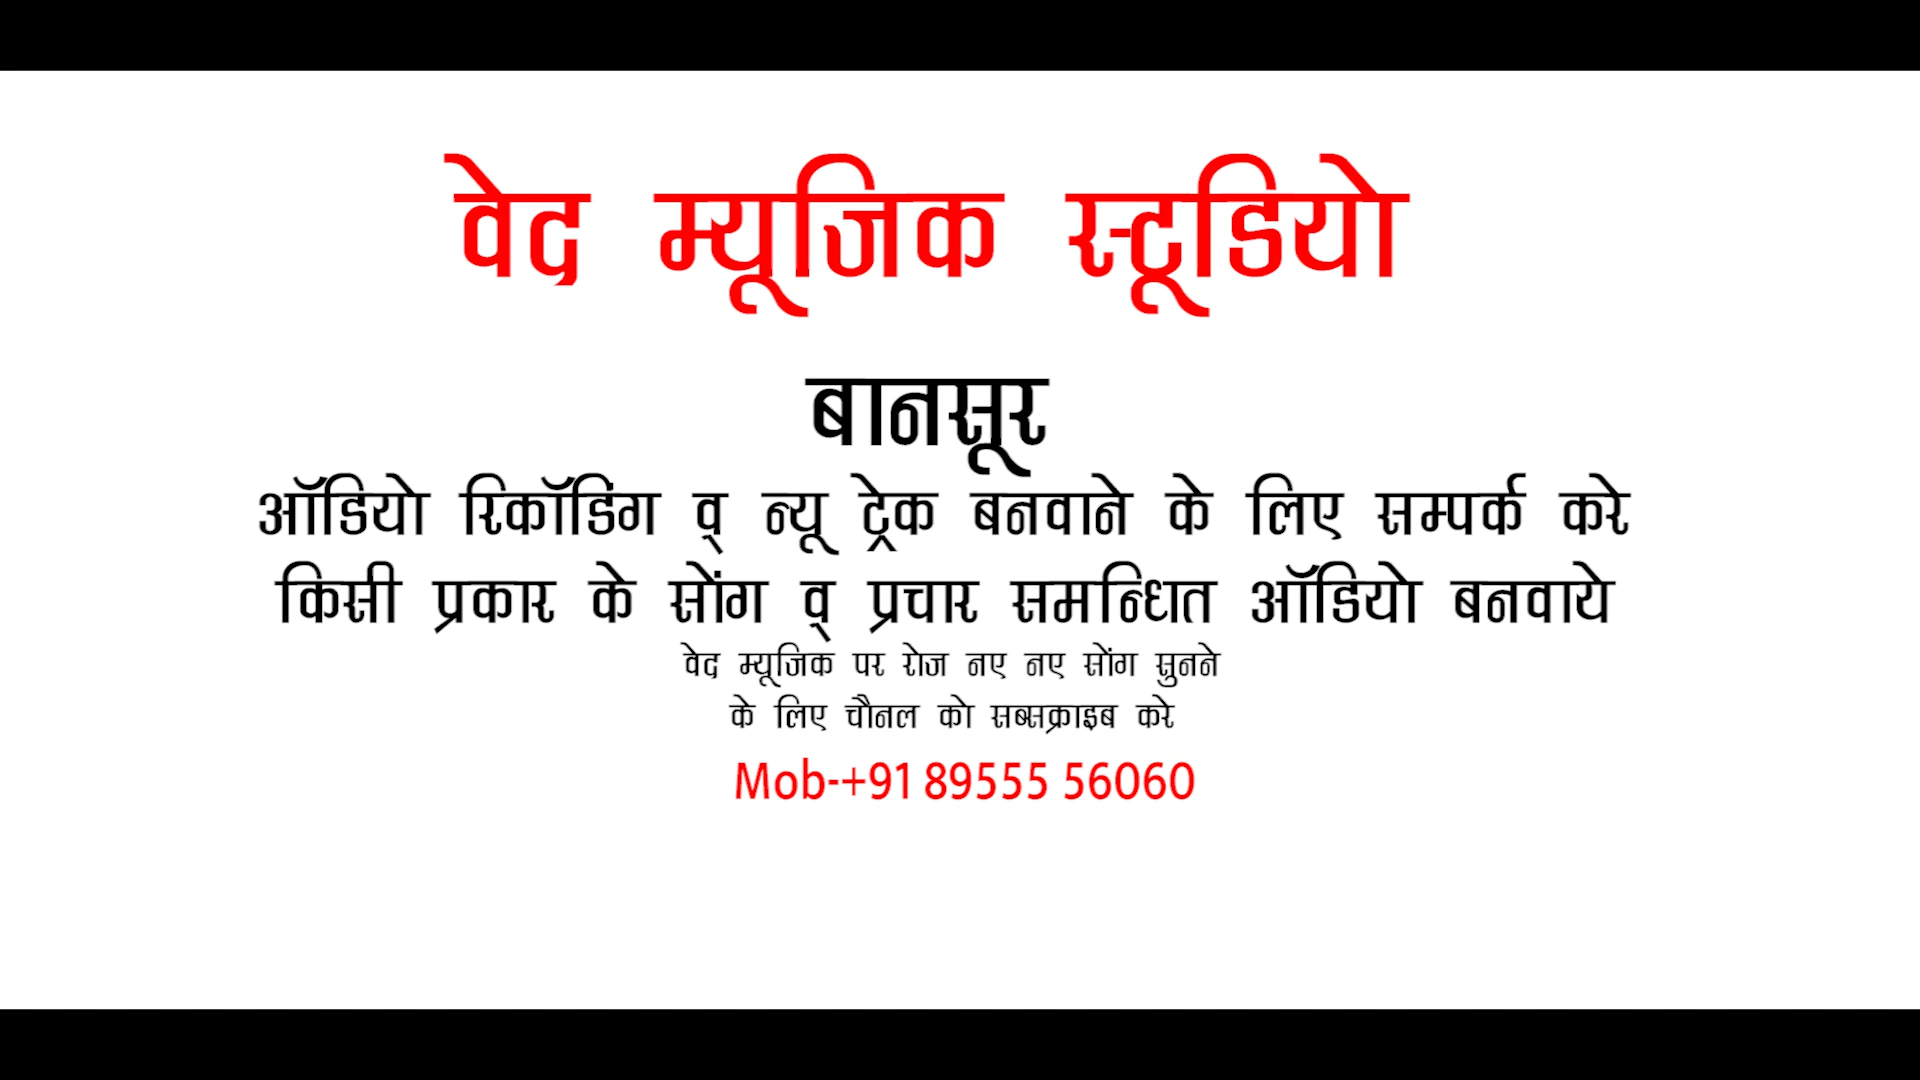 वेद म्यूजिक स्टूडियो
बानसूर
ऑडियो रिकॉडिंग व् न्यू ट्रेक बनवाने के लिए सम्पर्क करे
किसी प्रकार के सोंग व् प्रचार समन्धित ऑडियो बनवाये
वेद म्यूजिक पर रोज नए नए सोंग सुनने
के लिए चौनल को सब्सक्राइब करे
Mob-+91 89555 56060